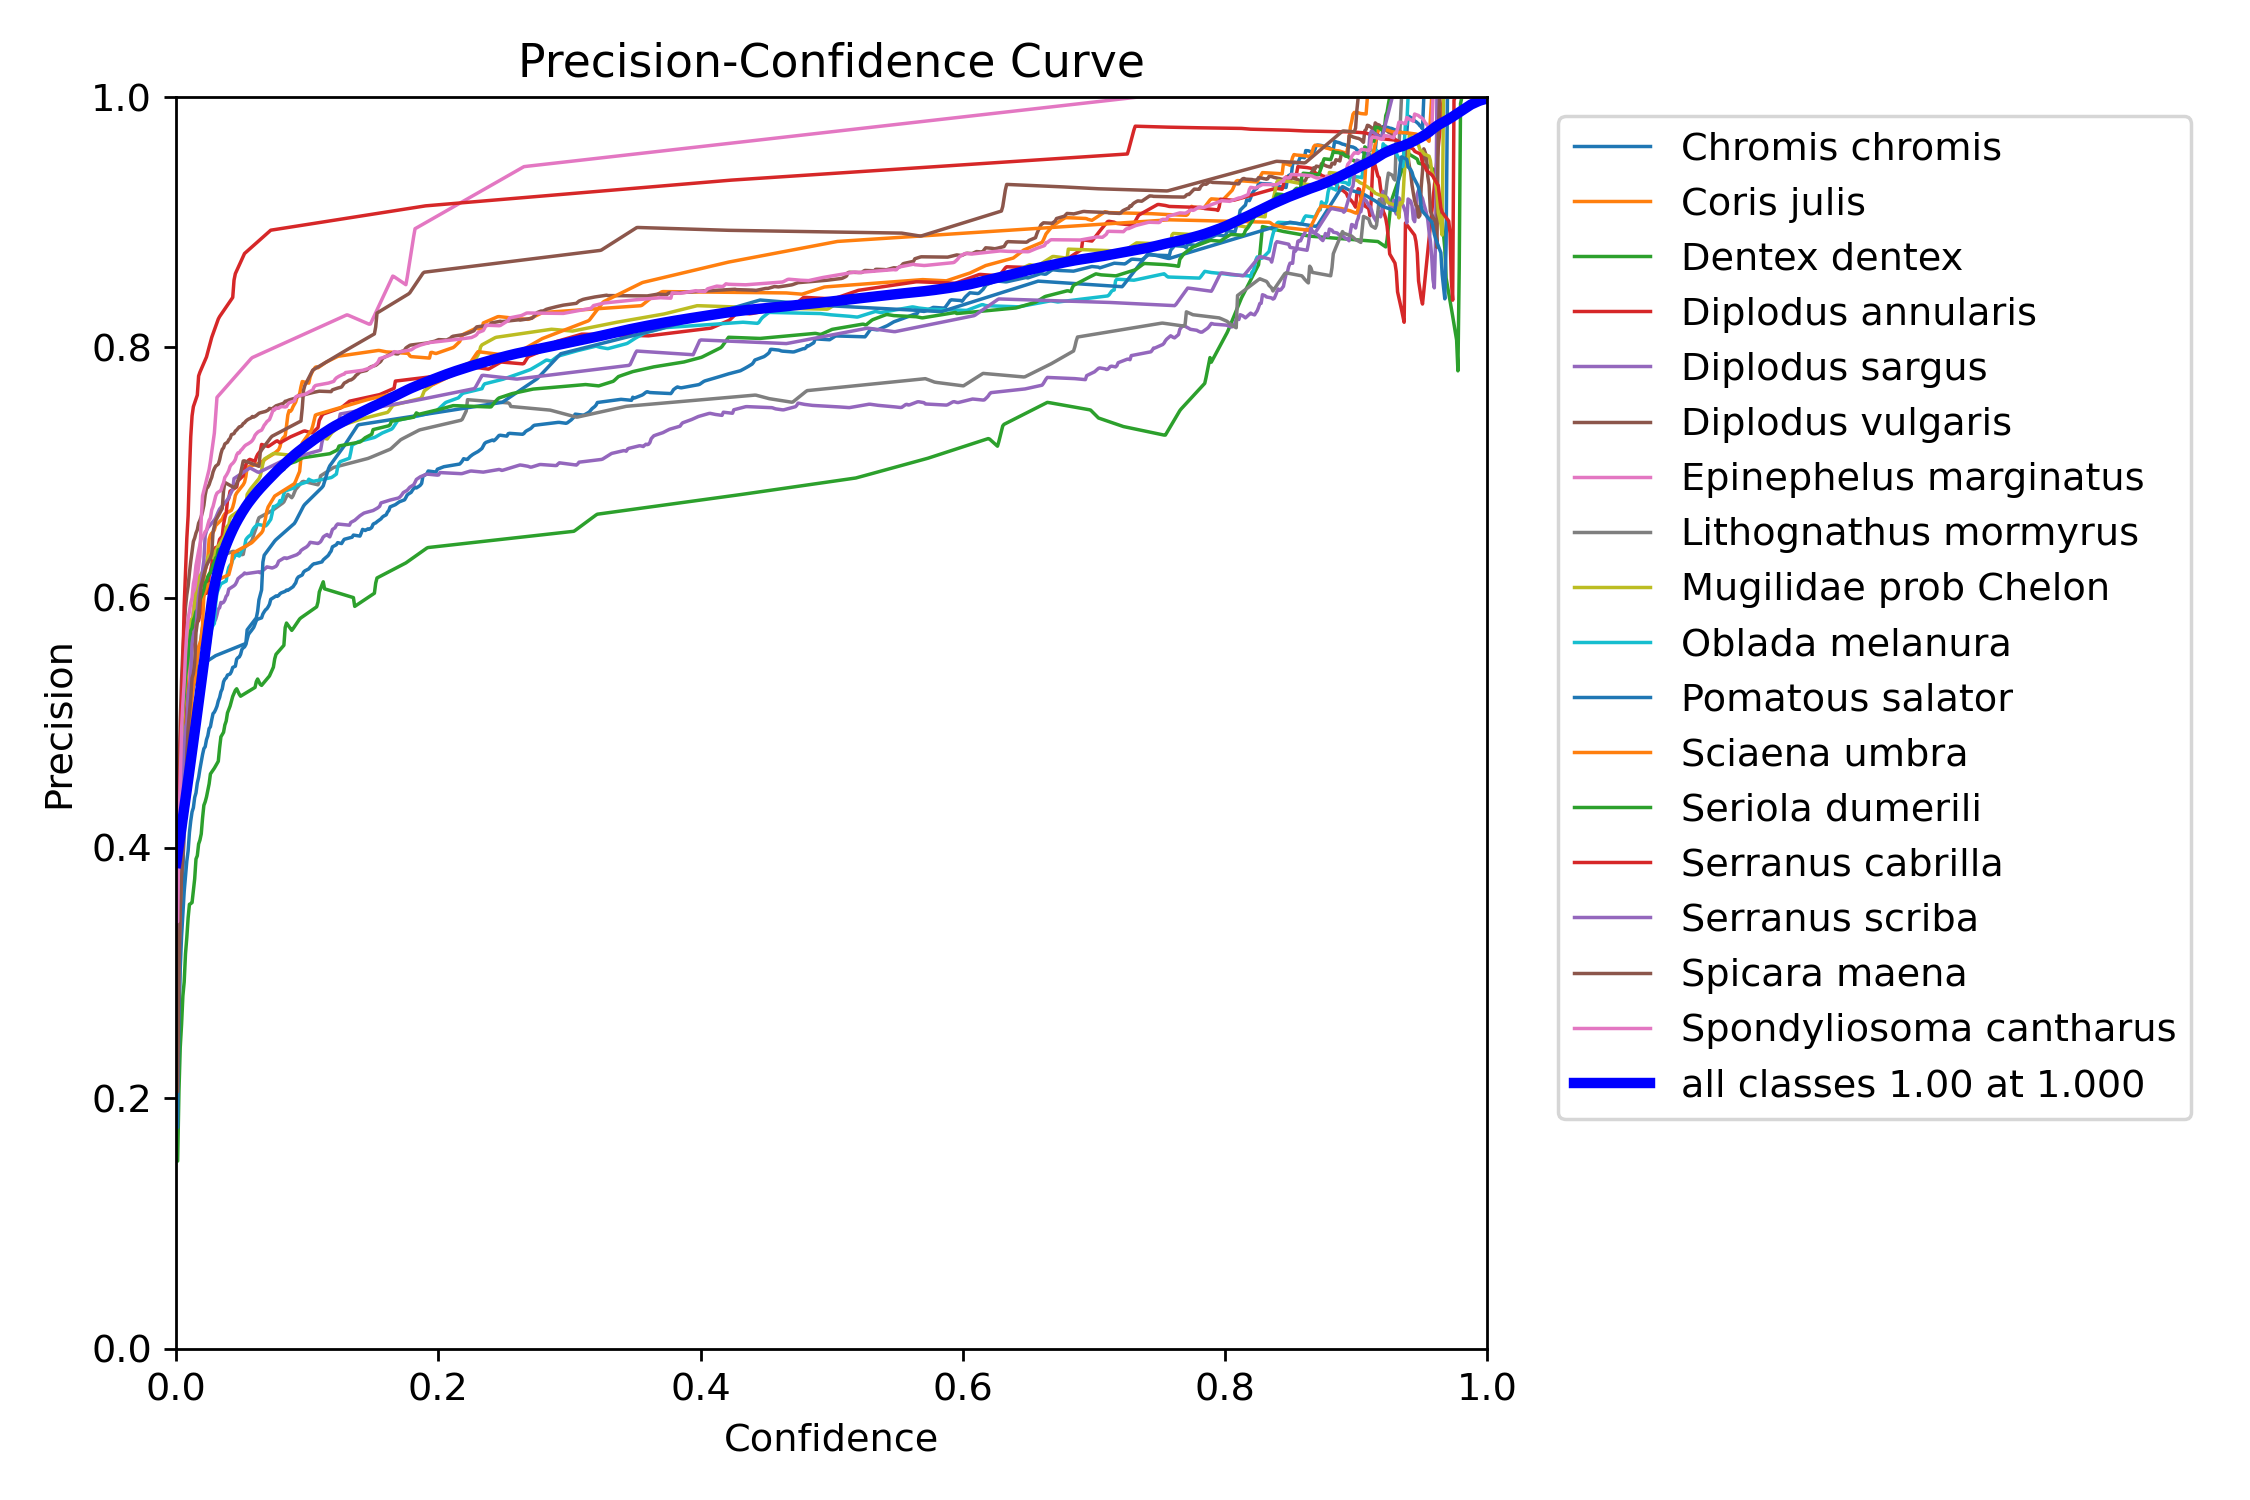 Precision-Confidence Curve
1.0
0.8
0.6
0.4
0.2
0.0
Precision
0.0 0.2 0.4 0.6 0.8 1.0
Confidence
Chromis chromis
Coris julis
Dentex dentex
Diplodus annularis
Diplodus sargus
Diplodus vulgaris
Epinephelus marginatus
Lithognathus mormyrus
Mugilidae prob Chelon
Oblada melanura
Pomatous salator
Sciaena umbra
Seriola dumerili
Serranus cabrilla
Serranus scriba
Spicara maena
Spondyliosoma cantharus
all classes 1.00 at 1.000